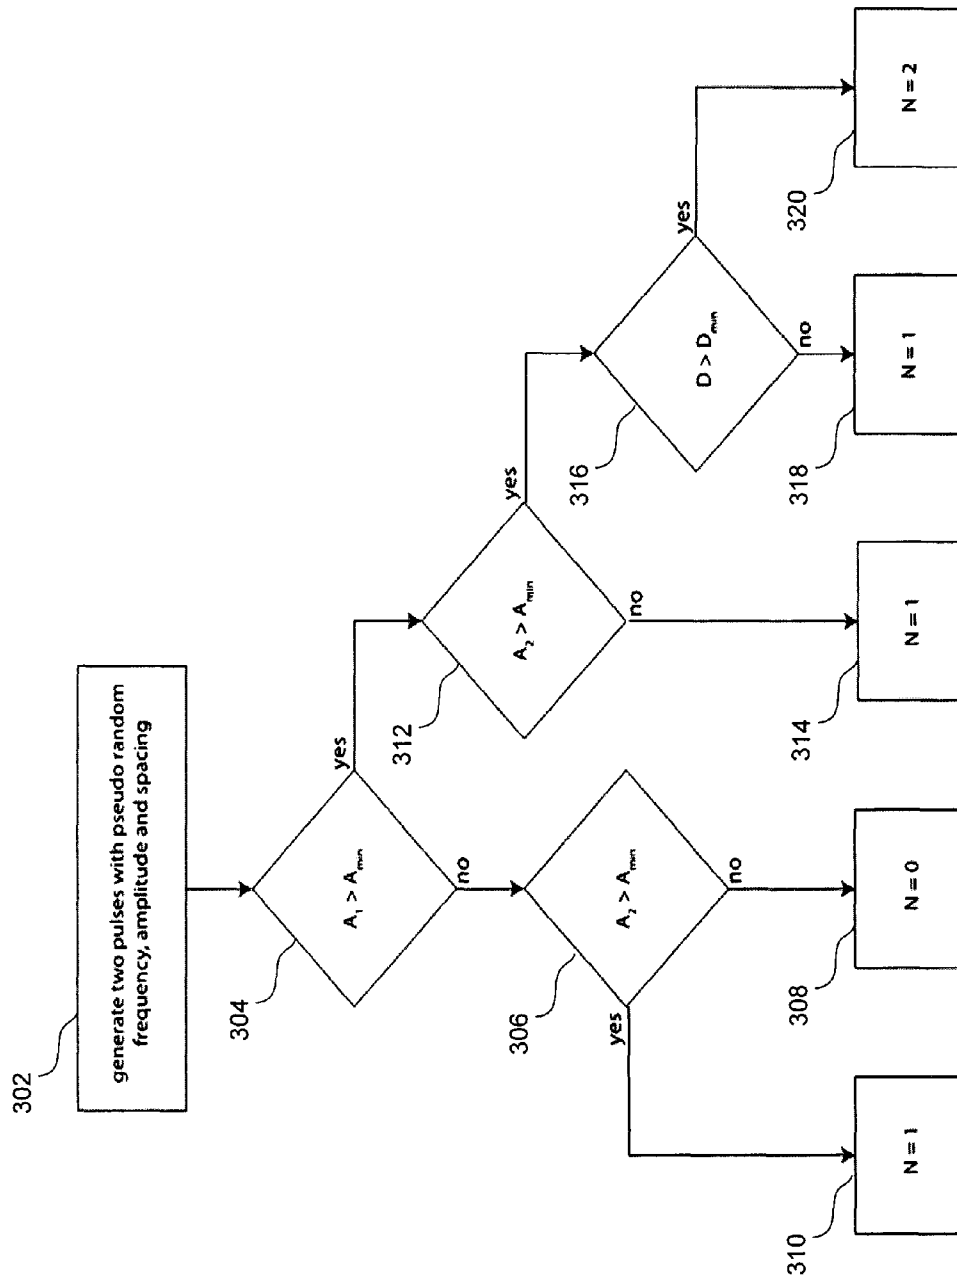 302
generate two pulses with pseudo random
frequency, amplitude and spacing
304
A₁ > Aₘᵢₙ
yes
no
306
A₂ > Aₘᵢₙ
yes
no
312
A₂ > Aₘᵢₙ
yes
no
316
D > Dₘᵢₙ
yes
no
310
N = 1
308
N = 0
314
N = 1
318
N = 1
320
N = 2